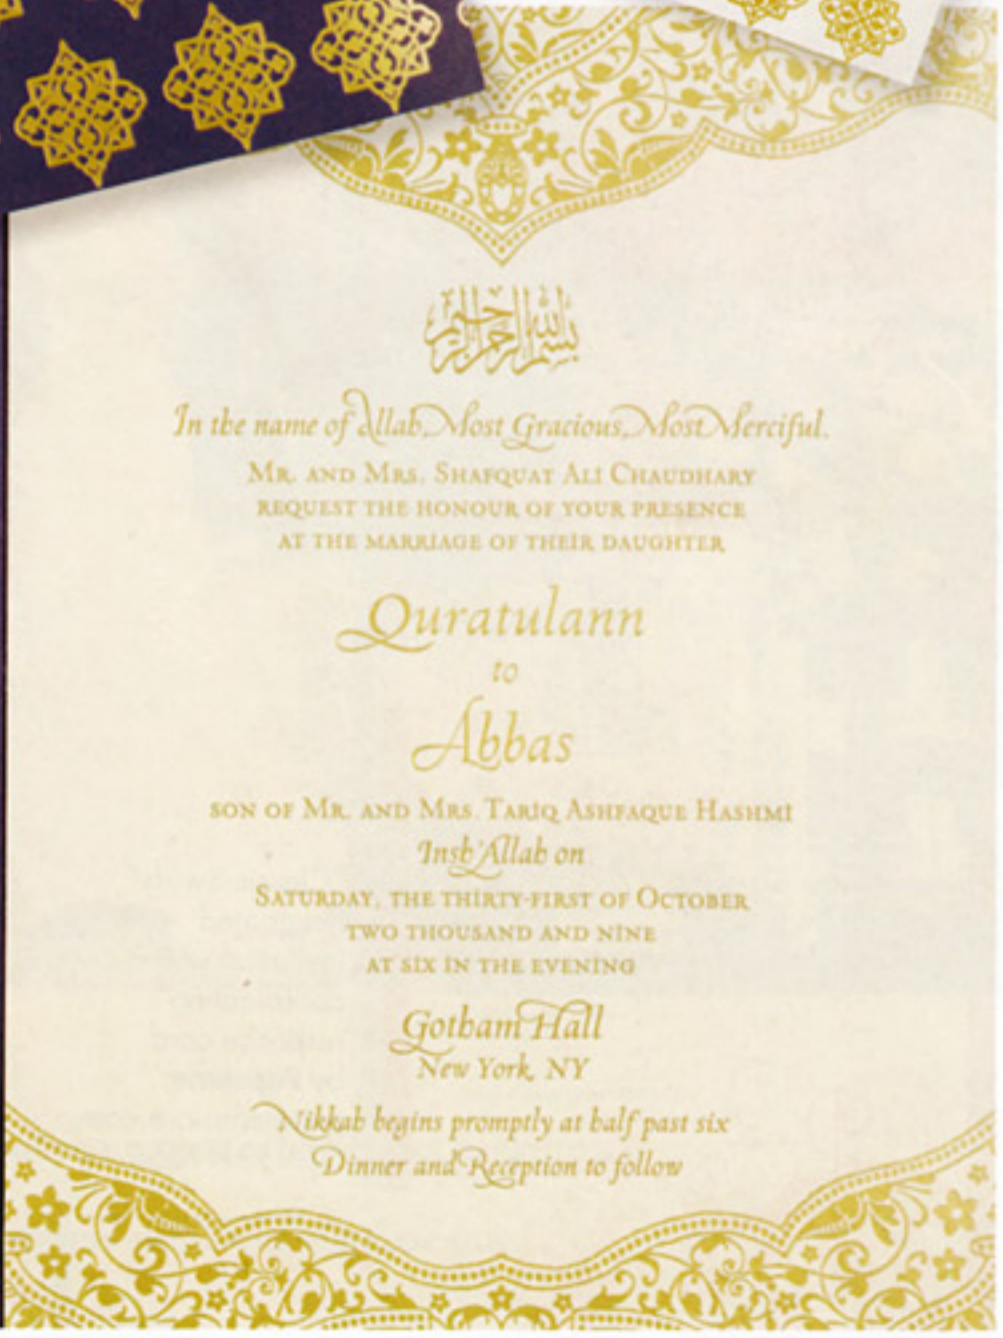 بسم الله الرحمن الرحيم
In the name of Allah, Most Gracious, Most Merciful.
MR. AND MRS. SHAFQUAT ALI CHAUDHARY
REQUEST THE HONOUR OF YOUR PRESENCE
AT THE MARRIAGE OF THEIR DAUGHTER
Quratulann
to
Abbas
SON OF MR. AND MRS. TARIQ ASHFAQUE HASHMI
Insh'Allah on
SATURDAY, THE THIRTY-FIRST OF OCTOBER
TWO THOUSAND AND NINE
AT SIX IN THE EVENING
Gotham Hall
New York, NY
Nikkah begins promptly at half past six
Dinner and Reception to follow